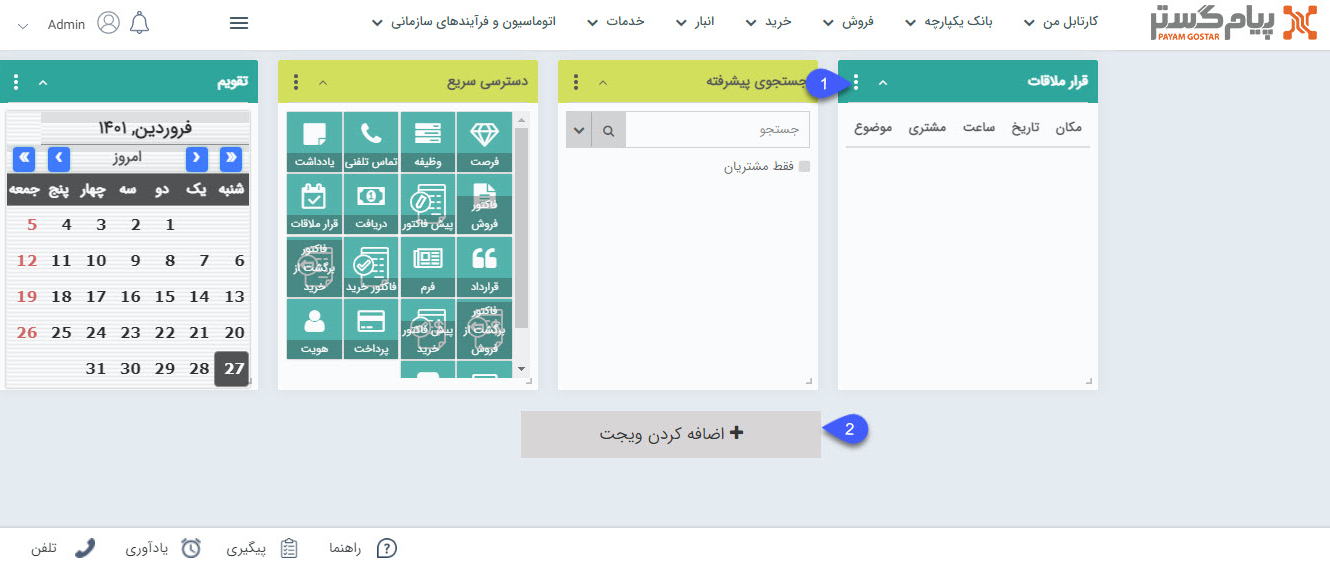 پیام گستر
PAYAM GOSTAR
کارتابل من
بانک یکپارچه
فروش
خرید
انبار
خدمات
اتوماسیون و فرآیندهای سازمانی
Admin
قرار ملاقات
1
مکان تاریخ ساعت مشتری موضوع
جستجوی پیشرفته
جستجو
فقط مشتریان
دسترسی سریع
فرصت
وظیفه
تماس تلفنی
یادداشت
فاکتور فروش
پیش فاکتور
دریافت
قرار ملاقات
قرارداد
فرم
فاکتور خرید
فاکتور برگشت از خرید
فاکتور برگشت از فروش
پیش فاکتور خرید
پرداخت
هویت
تقویم
فروردین, ۱۴۰۱
» › امروز ‹ «
شنبه یک دو سه چهار پنج جمعه
1 2 3 4 5
6 7 8 9 10 11 12
13 14 15 16 17 18 19
20 21 22 23 24 25 26
27 28 29 30 31
+ اضافه کردن ویجت
2
راهنما
پیگیری
یادآوری
تلفن